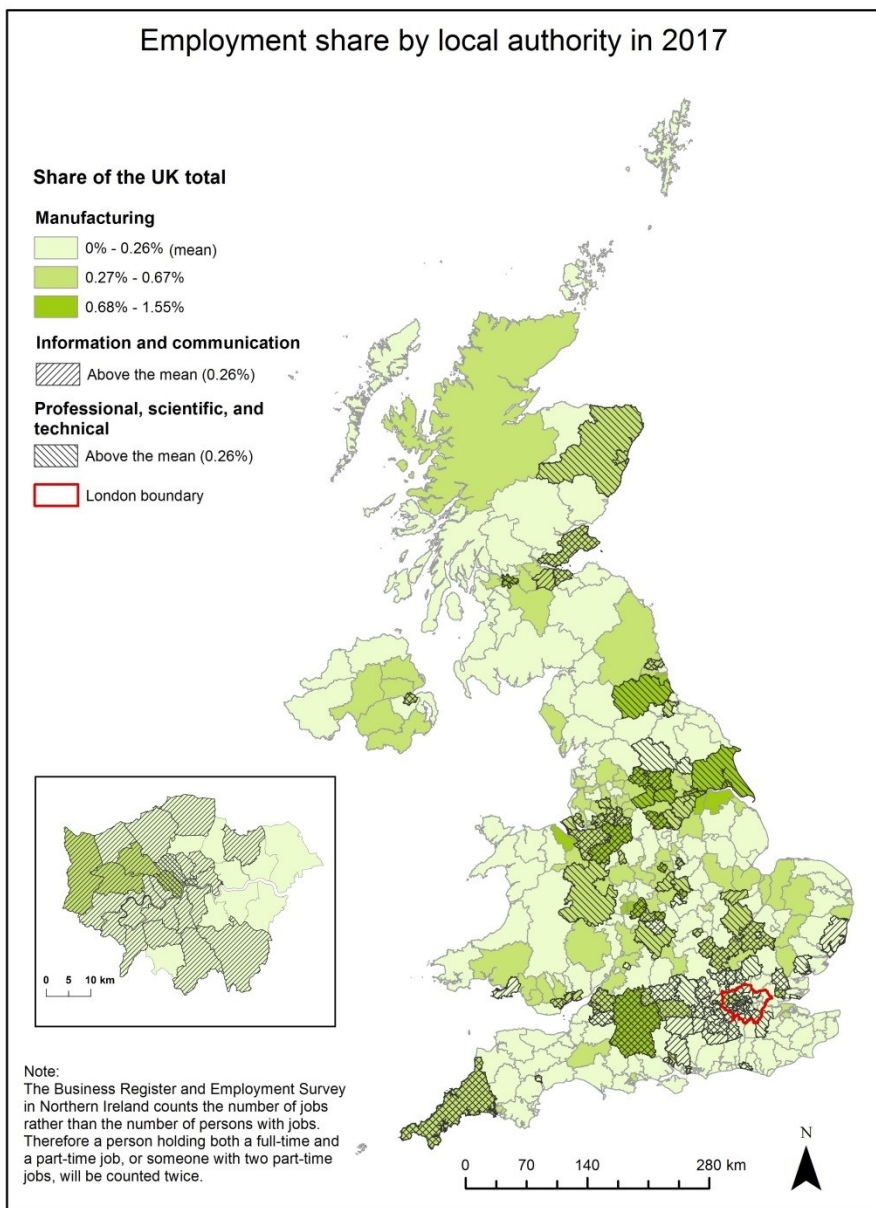 Employment share by local authority in 2017
Share of the UK total
Manufacturing
0% - 0.26% (mean)
0.27% - 0.67%
0.68% - 1.55%
Information and communication
Above the mean (0.26%)
Professional, scientific, and
technical
Above the mean (0.26%)
London boundary
0 5 10 km
Note:
The Business Register and Employment Survey
in Northern Ireland counts the number of jobs
rather than the number of persons with jobs.
Therefore a person holding both a full-time and
a part-time job, or someone with two part-time
jobs, will be counted twice.
0 70 140 280 km
N